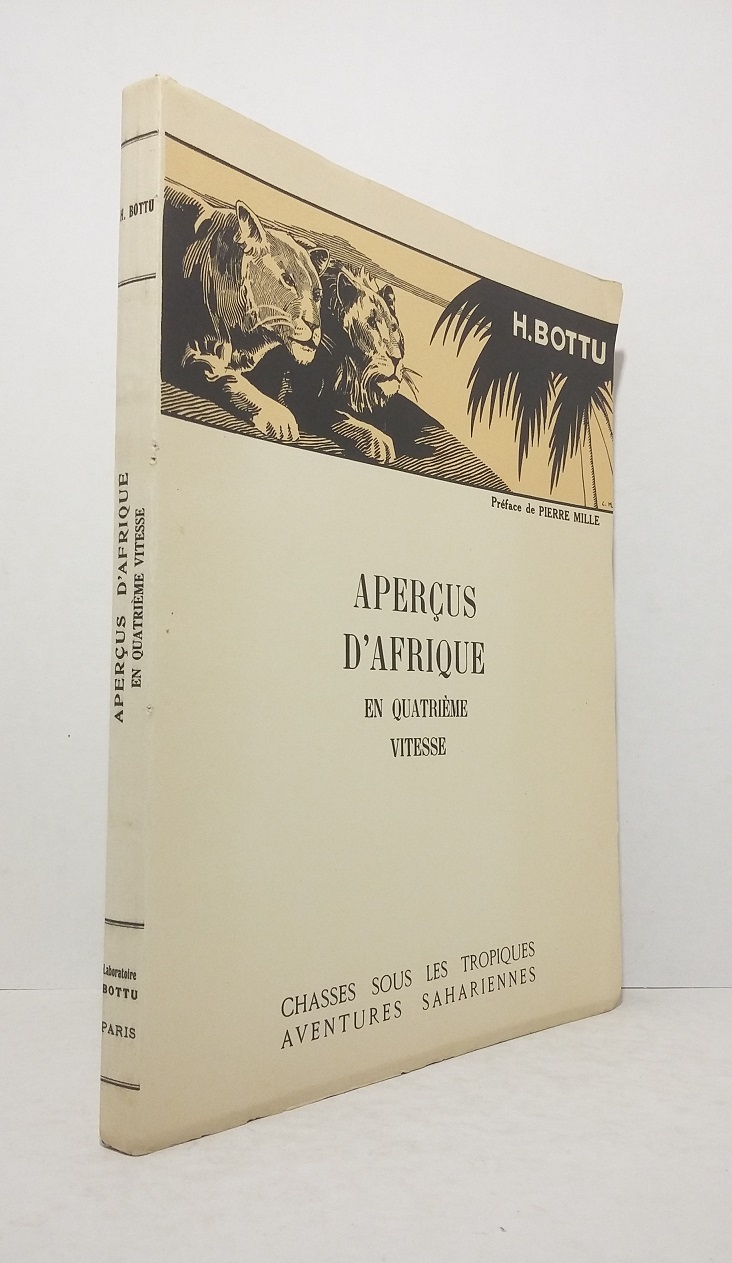 H. BOTTU
APERÇUS D'AFRIQUE
EN QUATRIÈME VITESSE
Laboratoire
BOTTU
PARIS
H. BOTTU
C. M.
Préface de PIERRE MILLE
APERÇUS
D'AFRIQUE
EN QUATRIÈME
VITESSE
CHASSES SOUS LES TROPIQUES
AVENTURES SAHARIENNES